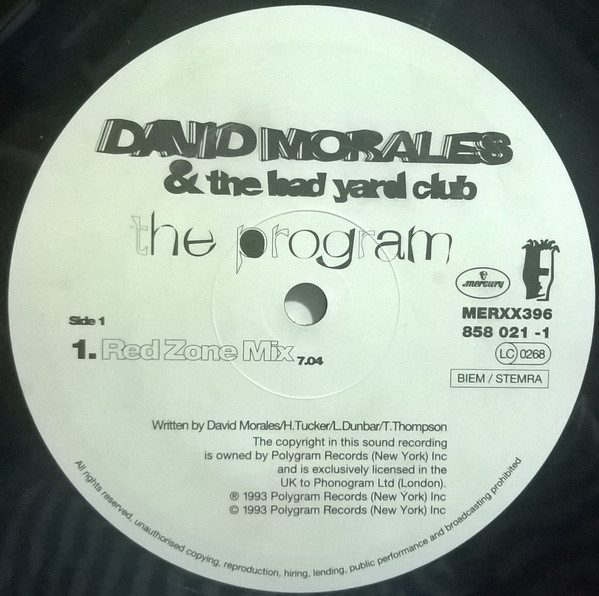 DAVID MORALES
& the bad yard club
the program
mercury
MERXX396
858 021 -1
LC 0268
BIEM / STEMRA
Side 1
1. Red Zone Mix 7.04
Written by David Morales/H.Tucker/L.Dunbar/T.Thompson
The copyright in this sound recording
is owned by Polygram Records (New York) Inc
and is exclusively licensed in the
UK to Phonogram Ltd (London).
℗ 1993 Polygram Records (New York) Inc
© 1993 Polygram Records (New York) Inc
All rights reserved, unauthorised copying, reproduction, hiring, lending, public performance and broadcasting prohibited